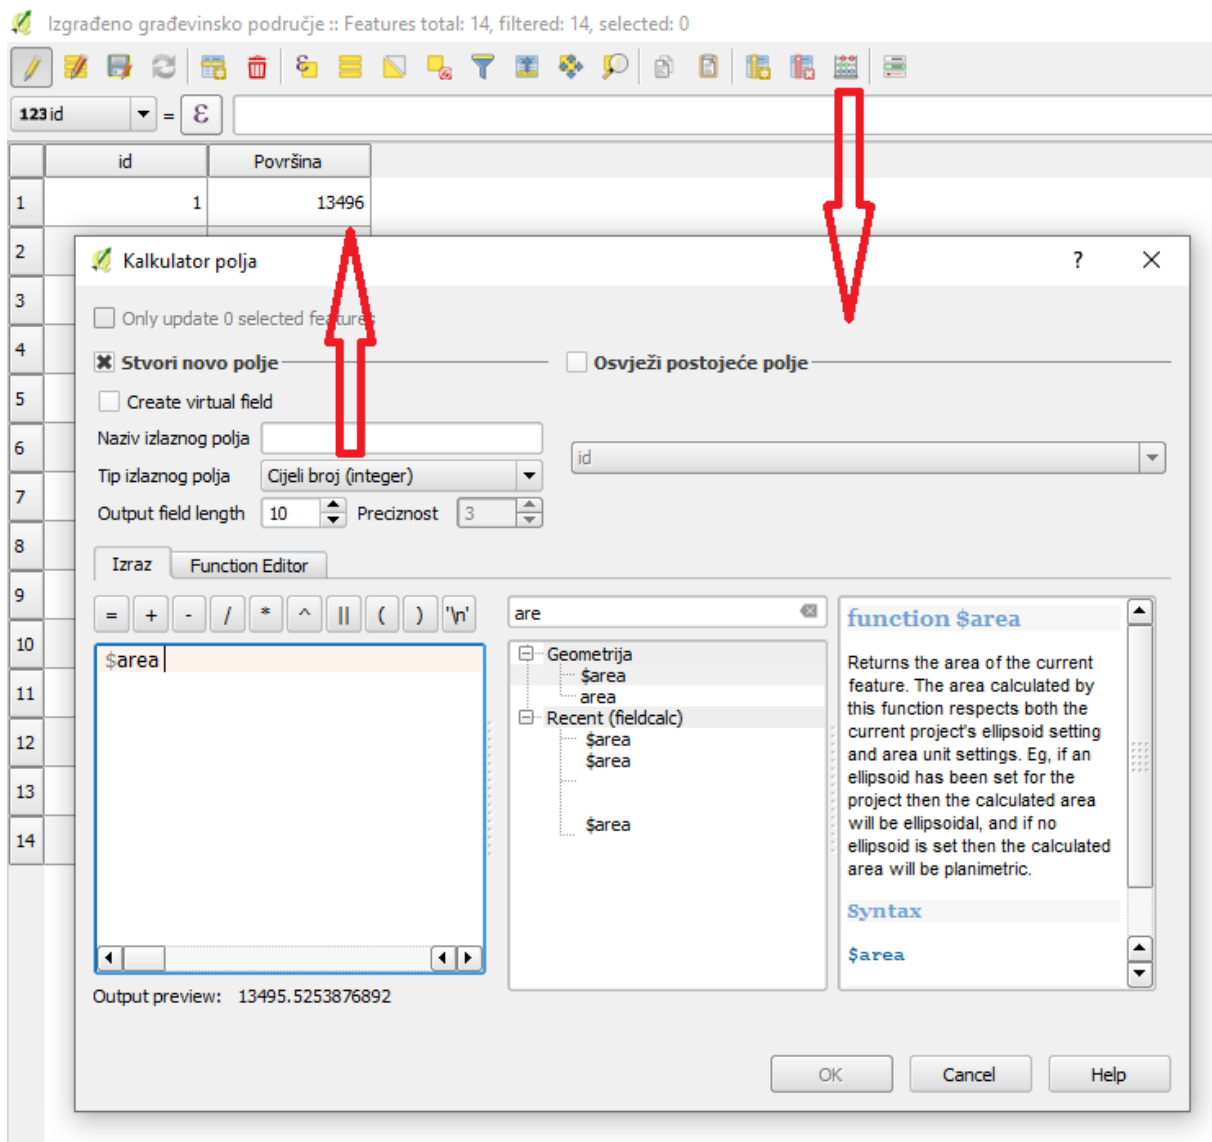 Izgrađeno građevinsko područje :: Features total: 14, filtered: 14, selected: 0
123 id = ε
id Površina
1 1 13496
2
3
4
5
6
7
8
9
10
11
12
13
14
Kalkulator polja ?
Only update 0 selected features
Stvori novo polje
Osvježi postojeće polje
Create virtual field
Naziv izlaznog polja
id
Tip izlaznog polja Cijeli broj (integer)
Output field length 10 Preciznost 3
Izraz Function Editor
= + - / * ^ || ( ) '\n'
$area
are
Geometrija
$area
area
Recent (fieldcalc)
$area
$area
$area
function $area
Returns the area of the current
feature. The area calculated by
this function respects both the
current project's ellipsoid setting
and area unit settings. Eg, if an
ellipsoid has been set for the
project then the calculated area
will be ellipsoidal, and if no
ellipsoid is set then the calculated
area will be planimetric.
Syntax
$area
Output preview: 13495.5253876892
OK Cancel Help